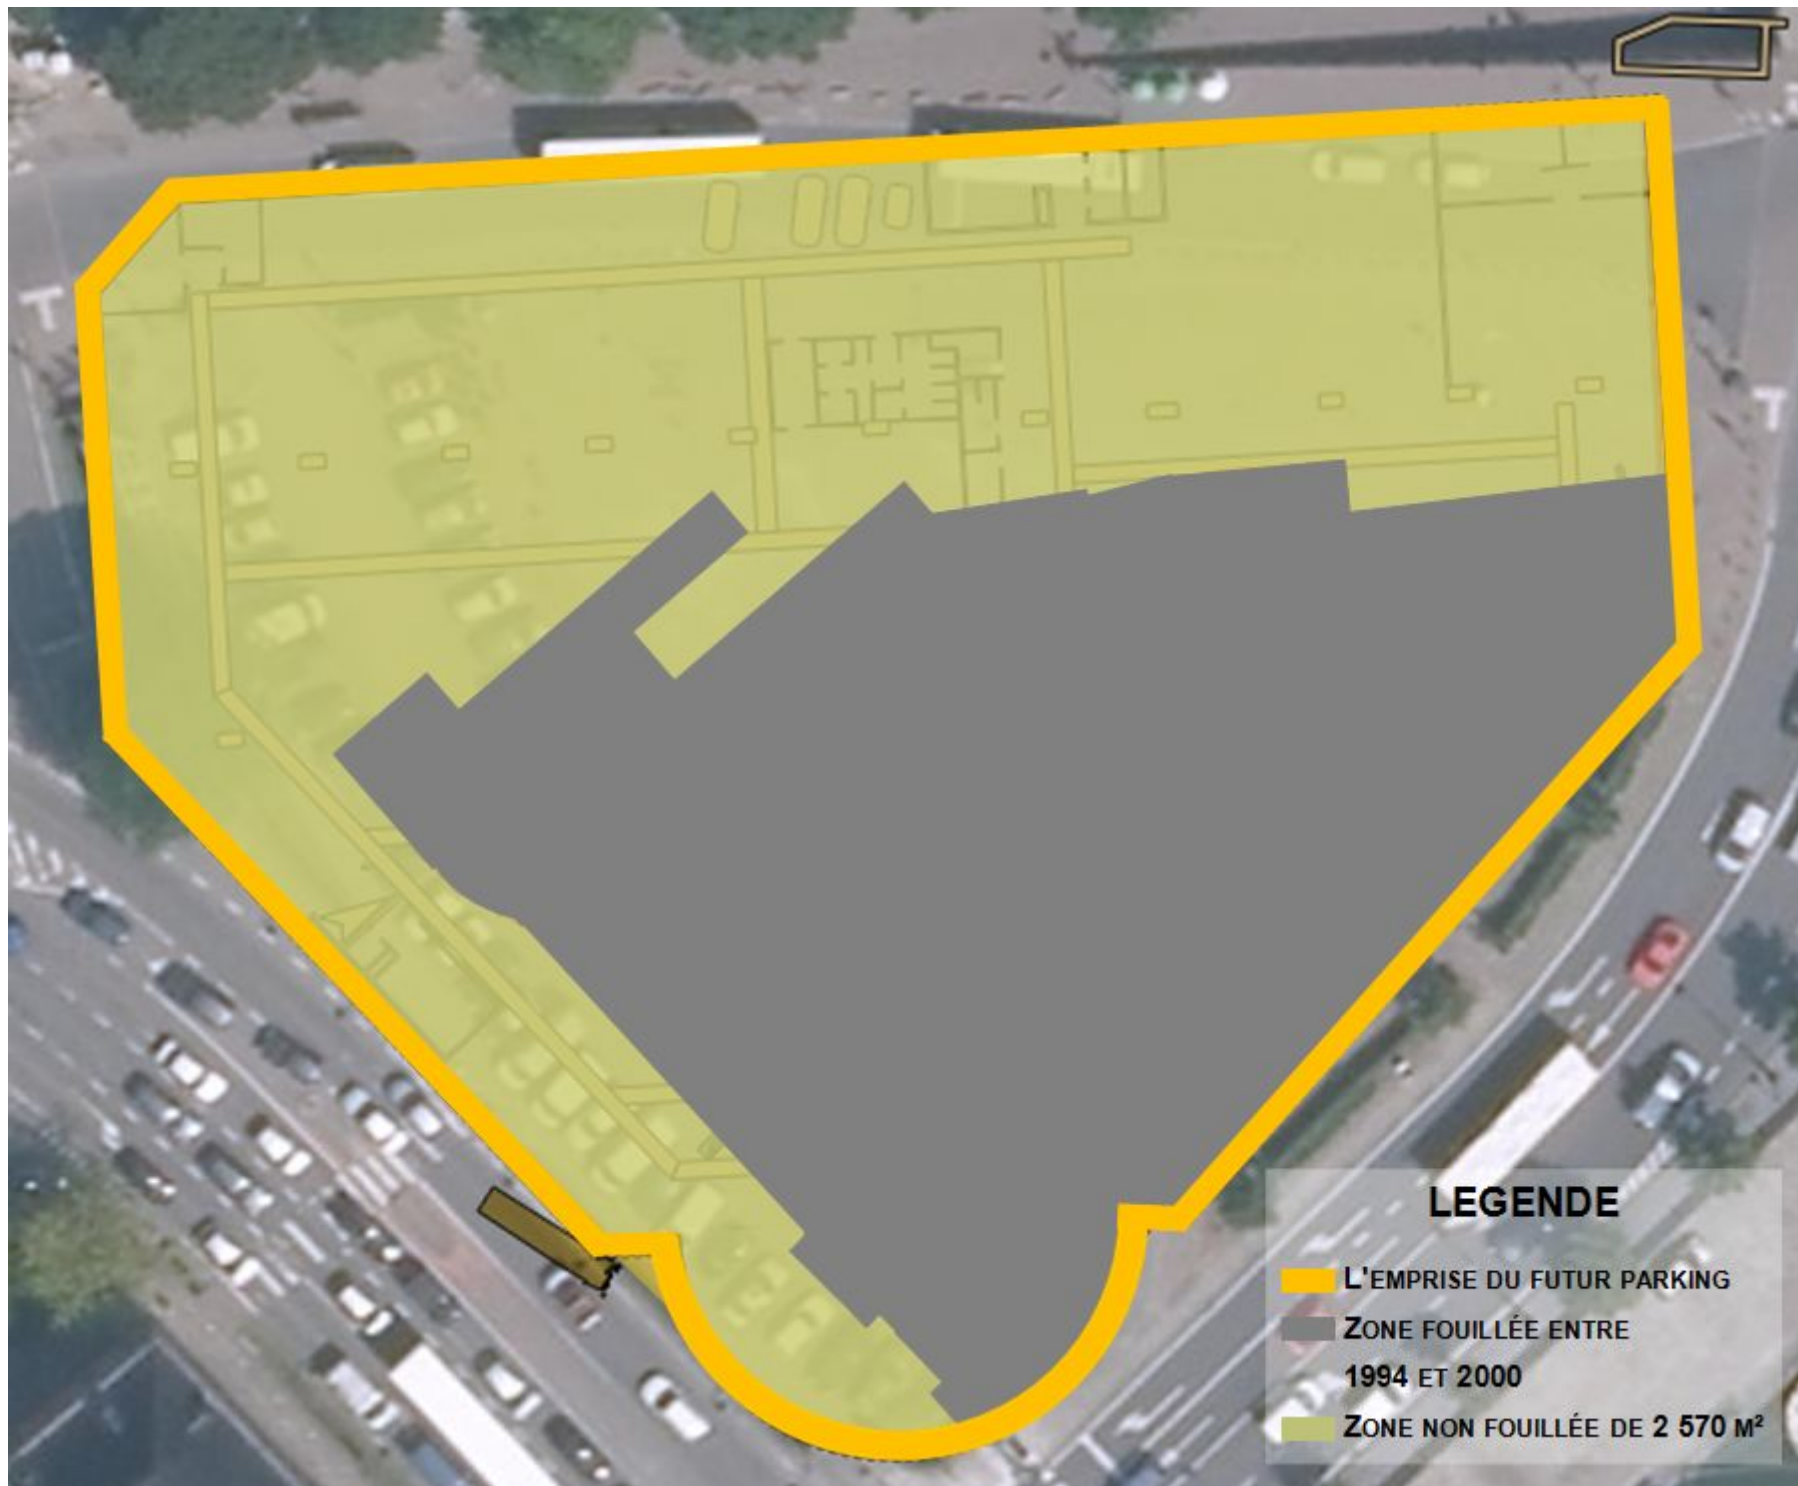 LEGENDE
L'EMPRISE DU FUTUR PARKING
ZONE FOUILLÉE ENTRE
1994 ET 2000
ZONE NON FOUILLÉE DE 2 570 M²